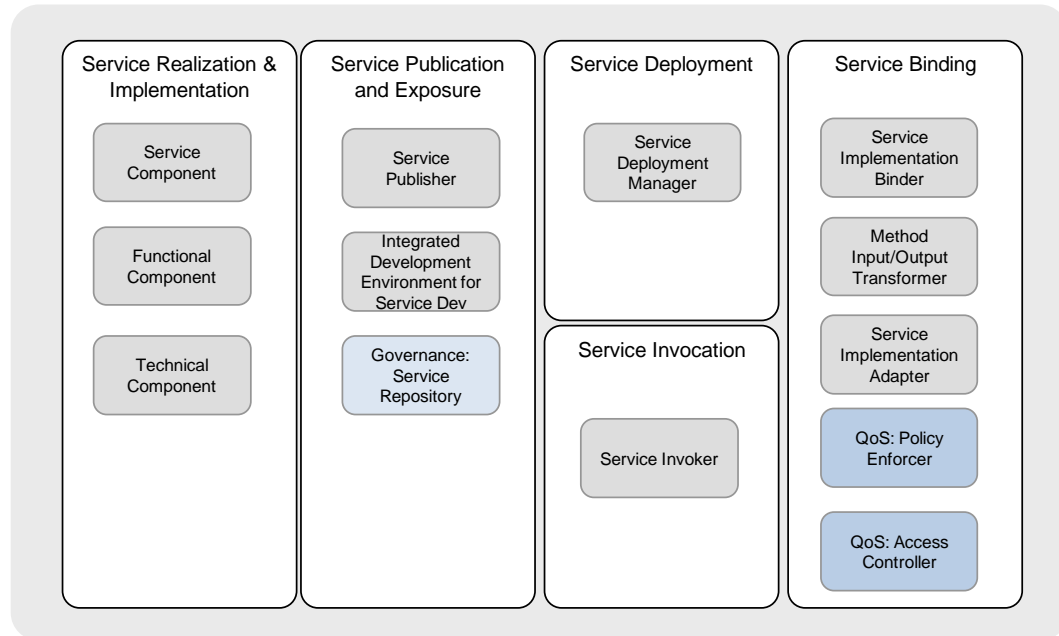 Service Realization &
Implementation
Service
Component
Functional
Component
Technical
Component
Service Publication
and Exposure
Service
Publisher
Integrated
Development
Environment for
Service Dev
Governance:
Service
Repository
Service Deployment
Service
Deployment
Manager
Service Invocation
Service Invoker
Service Binding
Service
Implementation
Binder
Method
Input/Output
Transformer
Service
Implementation
Adapter
QoS: Policy
Enforcer
QoS: Access
Controller